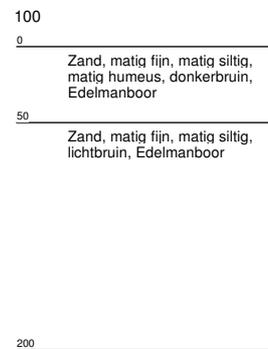 100
0
Zand, matig fijn, matig siltig,
matig humeus, donkerbruin,
Edelmanboor
50
Zand, matig fijn, matig siltig,
lichtbruin, Edelmanboor
200